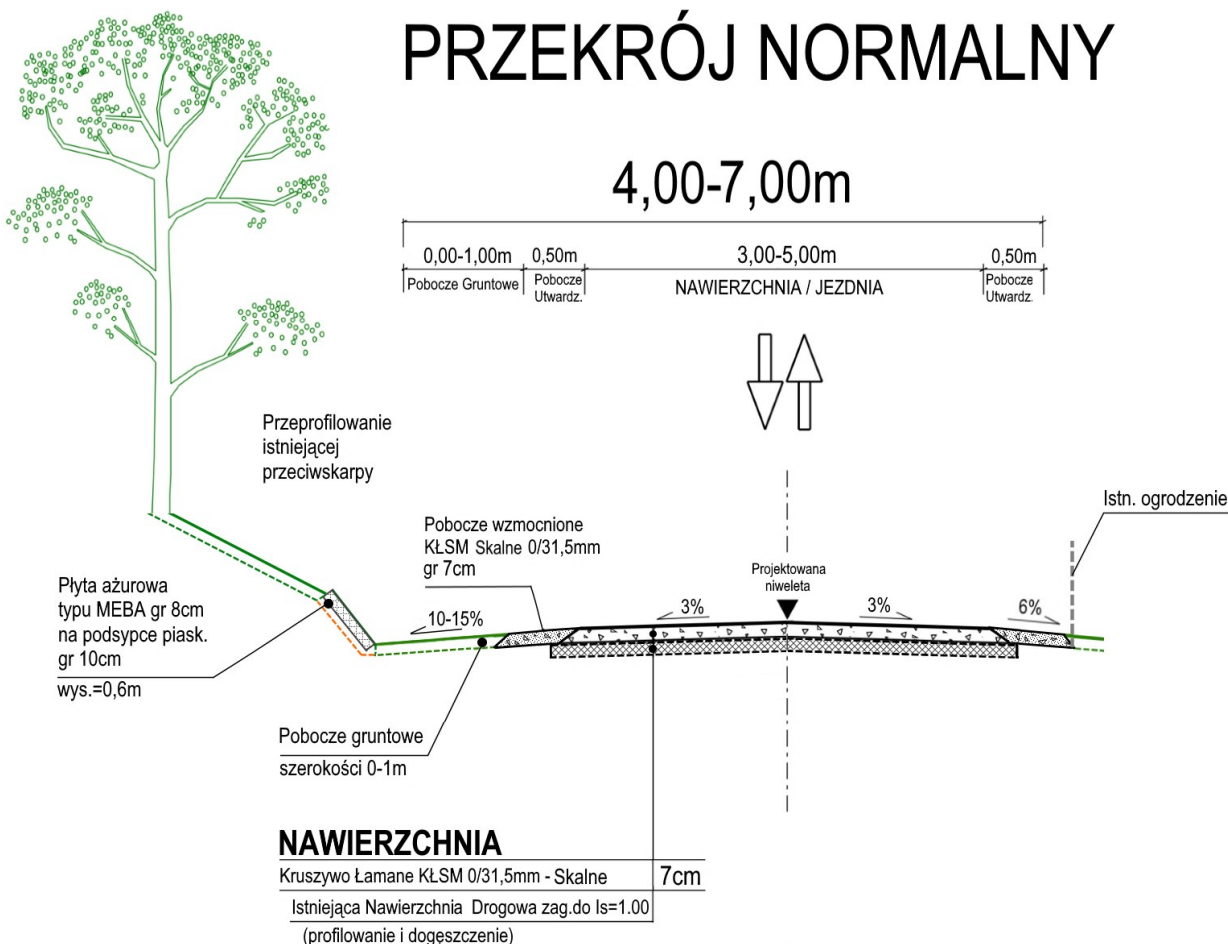 PRZEKRÓJ NORMALNY
4,00-7,00m
0,00-1,00m
0,50m
3,00-5,00m
0,50m
Pobocze Gruntowe
Pobocze
Utwardz.
NAWIERZCHNIA / JEZDNIA
Pobocze
Utwardz.
Przeprofilowanie
istniejącej
przeciwskarpy
Istn. ogrodzenie
Pobocze wzmocnione
KŁSM Skalne 0/31,5mm
gr 7cm
Projektowana
niweleta
Płyta ażurowa
typu MEBA gr 8cm
na podsypce piask.
gr 10cm
wys.=0,6m
10-15%
3%
3%
6%
Pobocze gruntowe
szerokości 0-1m
NAWIERZCHNIA
Kruszywo Łamane KŁSM 0/31,5mm - Skalne
7cm
Istniejąca Nawierzchnia Drogowa zag.do Is=1.00
(profilowanie i dogęszczenie)